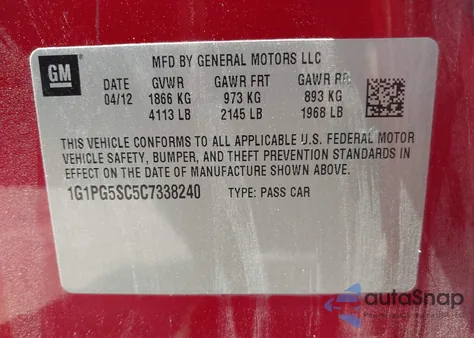 GM
MFD BY GENERAL MOTORS LLC
DATE GVWR GAWR FRT GAWR RR
04/12 1866 KG 973 KG 893 KG
4113 LB 2145 LB 1968 LB
THIS VEHICLE CONFORMS TO ALL APPLICABLE U.S. FEDERAL MOTOR
VEHICLE SAFETY, BUMPER, AND THEFT PREVENTION STANDARDS IN
EFFECT ON THE DATE OF MANUFACTURE SHOWN ABOVE.
1G1PG5SC5C7338240 TYPE: PASS CAR
autoSnap